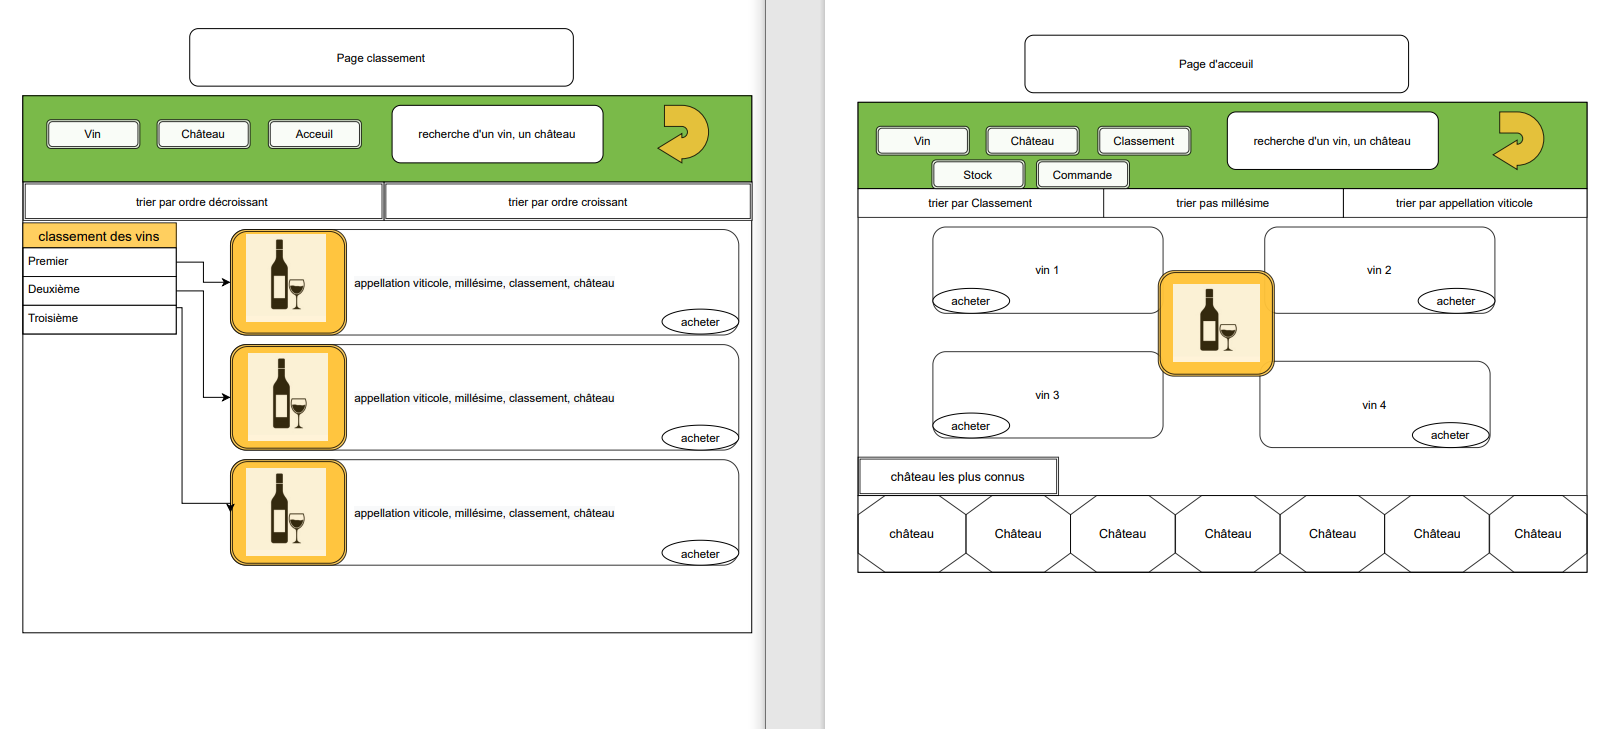 Page classement
Vin
Château
Acceuil
recherche d'un vin, un château
trier par ordre décroissant
trier par ordre croissant
classement des vins
Premier
Deuxième
Troisième
appellation viticole, millésime, classement, château
acheter
appellation viticole, millésime, classement, château
acheter
appellation viticole, millésime, classement, château
acheter
Page d'acceuil
Vin
Château
Classement
Stock
Commande
recherche d'un vin, un château
trier par Classement
trier pas millésime
trier par appellation viticole
vin 1
acheter
vin 2
acheter
vin 3
acheter
vin 4
acheter
château les plus connus
château
Château
Château
Château
Château
Château
Château